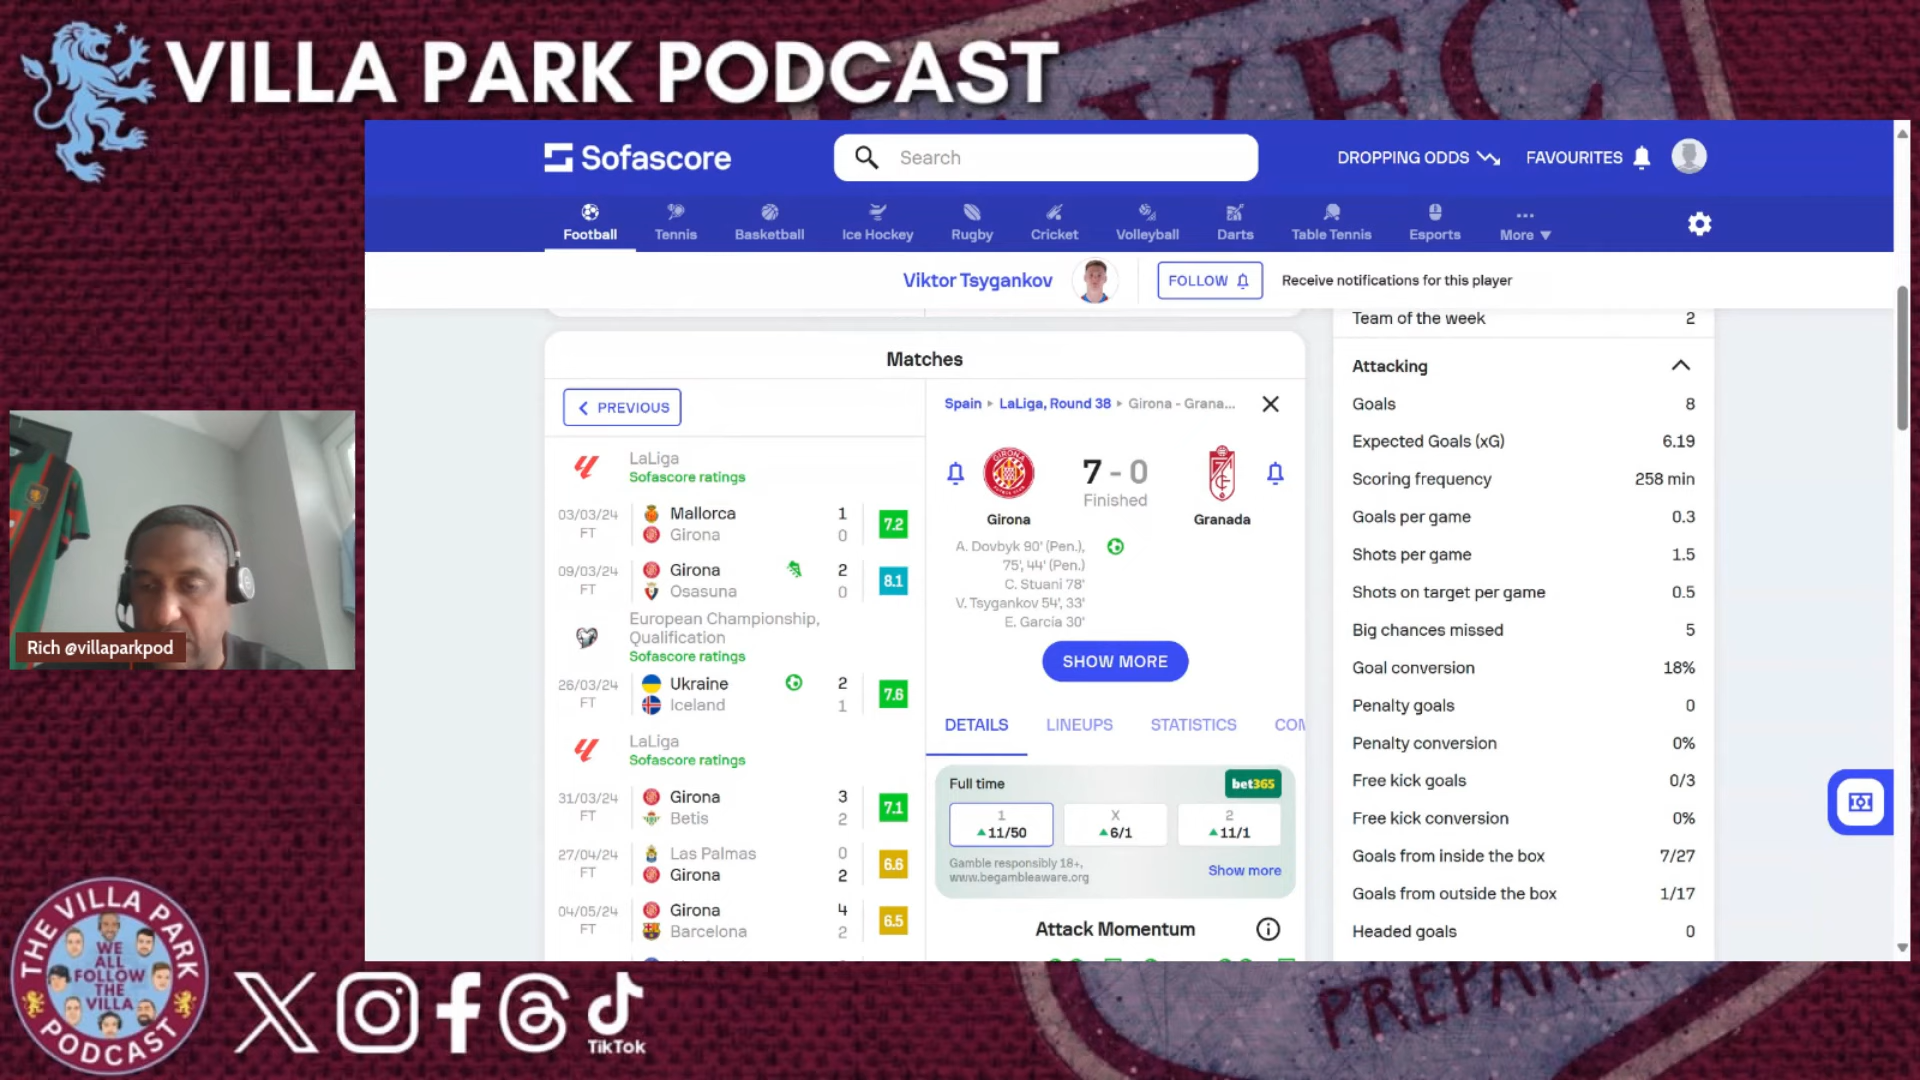 VILLA PARK PODCAST
Sofascore
Search
DROPPING ODDS
FAVOURITES
Football
Tennis
Basketball
Ice Hockey
Rugby
Cricket
Volleyball
Darts
Table Tennis
Esports
More
Viktor Tsygankov
FOLLOW
Receive notifications for this player
Matches
PREVIOUS
LaLiga
Sofascore ratings
03/03/24 Mallorca 1 7.2
FT Girona 0
09/03/24 Girona 2 8.1
FT Osasuna 0
European Championship,
Qualification
Sofascore ratings
26/03/24 Ukraine 2 7.6
FT Iceland 1
LaLiga
Sofascore ratings
31/03/24 Girona 3 7.1
FT Betis 2
27/04/24 Las Palmas 0 6.6
FT Girona 2
04/05/24 Girona 4 6.5
FT Barcelona 2
Spain LaLiga, Round 38 Girona - Grana...
GIRONA
7 - 0
Finished
Girona
Granada
A. Dovbyk 90' (Pen.),
75', 44' (Pen.)
C. Stuani 78'
V. Tsygankov 54', 33'
E. Garcia 30'
SHOW MORE
DETAILS LINEUPS STATISTICS COM
Full time bet365
1 X 2
11/50 6/1 11/1
Gamble responsibly 18+,
www.begambleaware.org
Show more
Attack Momentum
Team of the week 2
Attacking
Goals 8
Expected Goals (xG) 6.19
Scoring frequency 258 min
Goals per game 0.3
Shots per game 1.5
Shots on target per game 0.5
Big chances missed 5
Goal conversion 18%
Penalty goals 0
Penalty conversion 0%
Free kick goals 0/3
Free kick conversion 0%
Goals from inside the box 7/27
Goals from outside the box 1/17
Headed goals 0
Rich @villaparkpod
THE VILLA PARK
WE
ALL
FOLLOW
THE
VILLA
PODCAST
TikTok